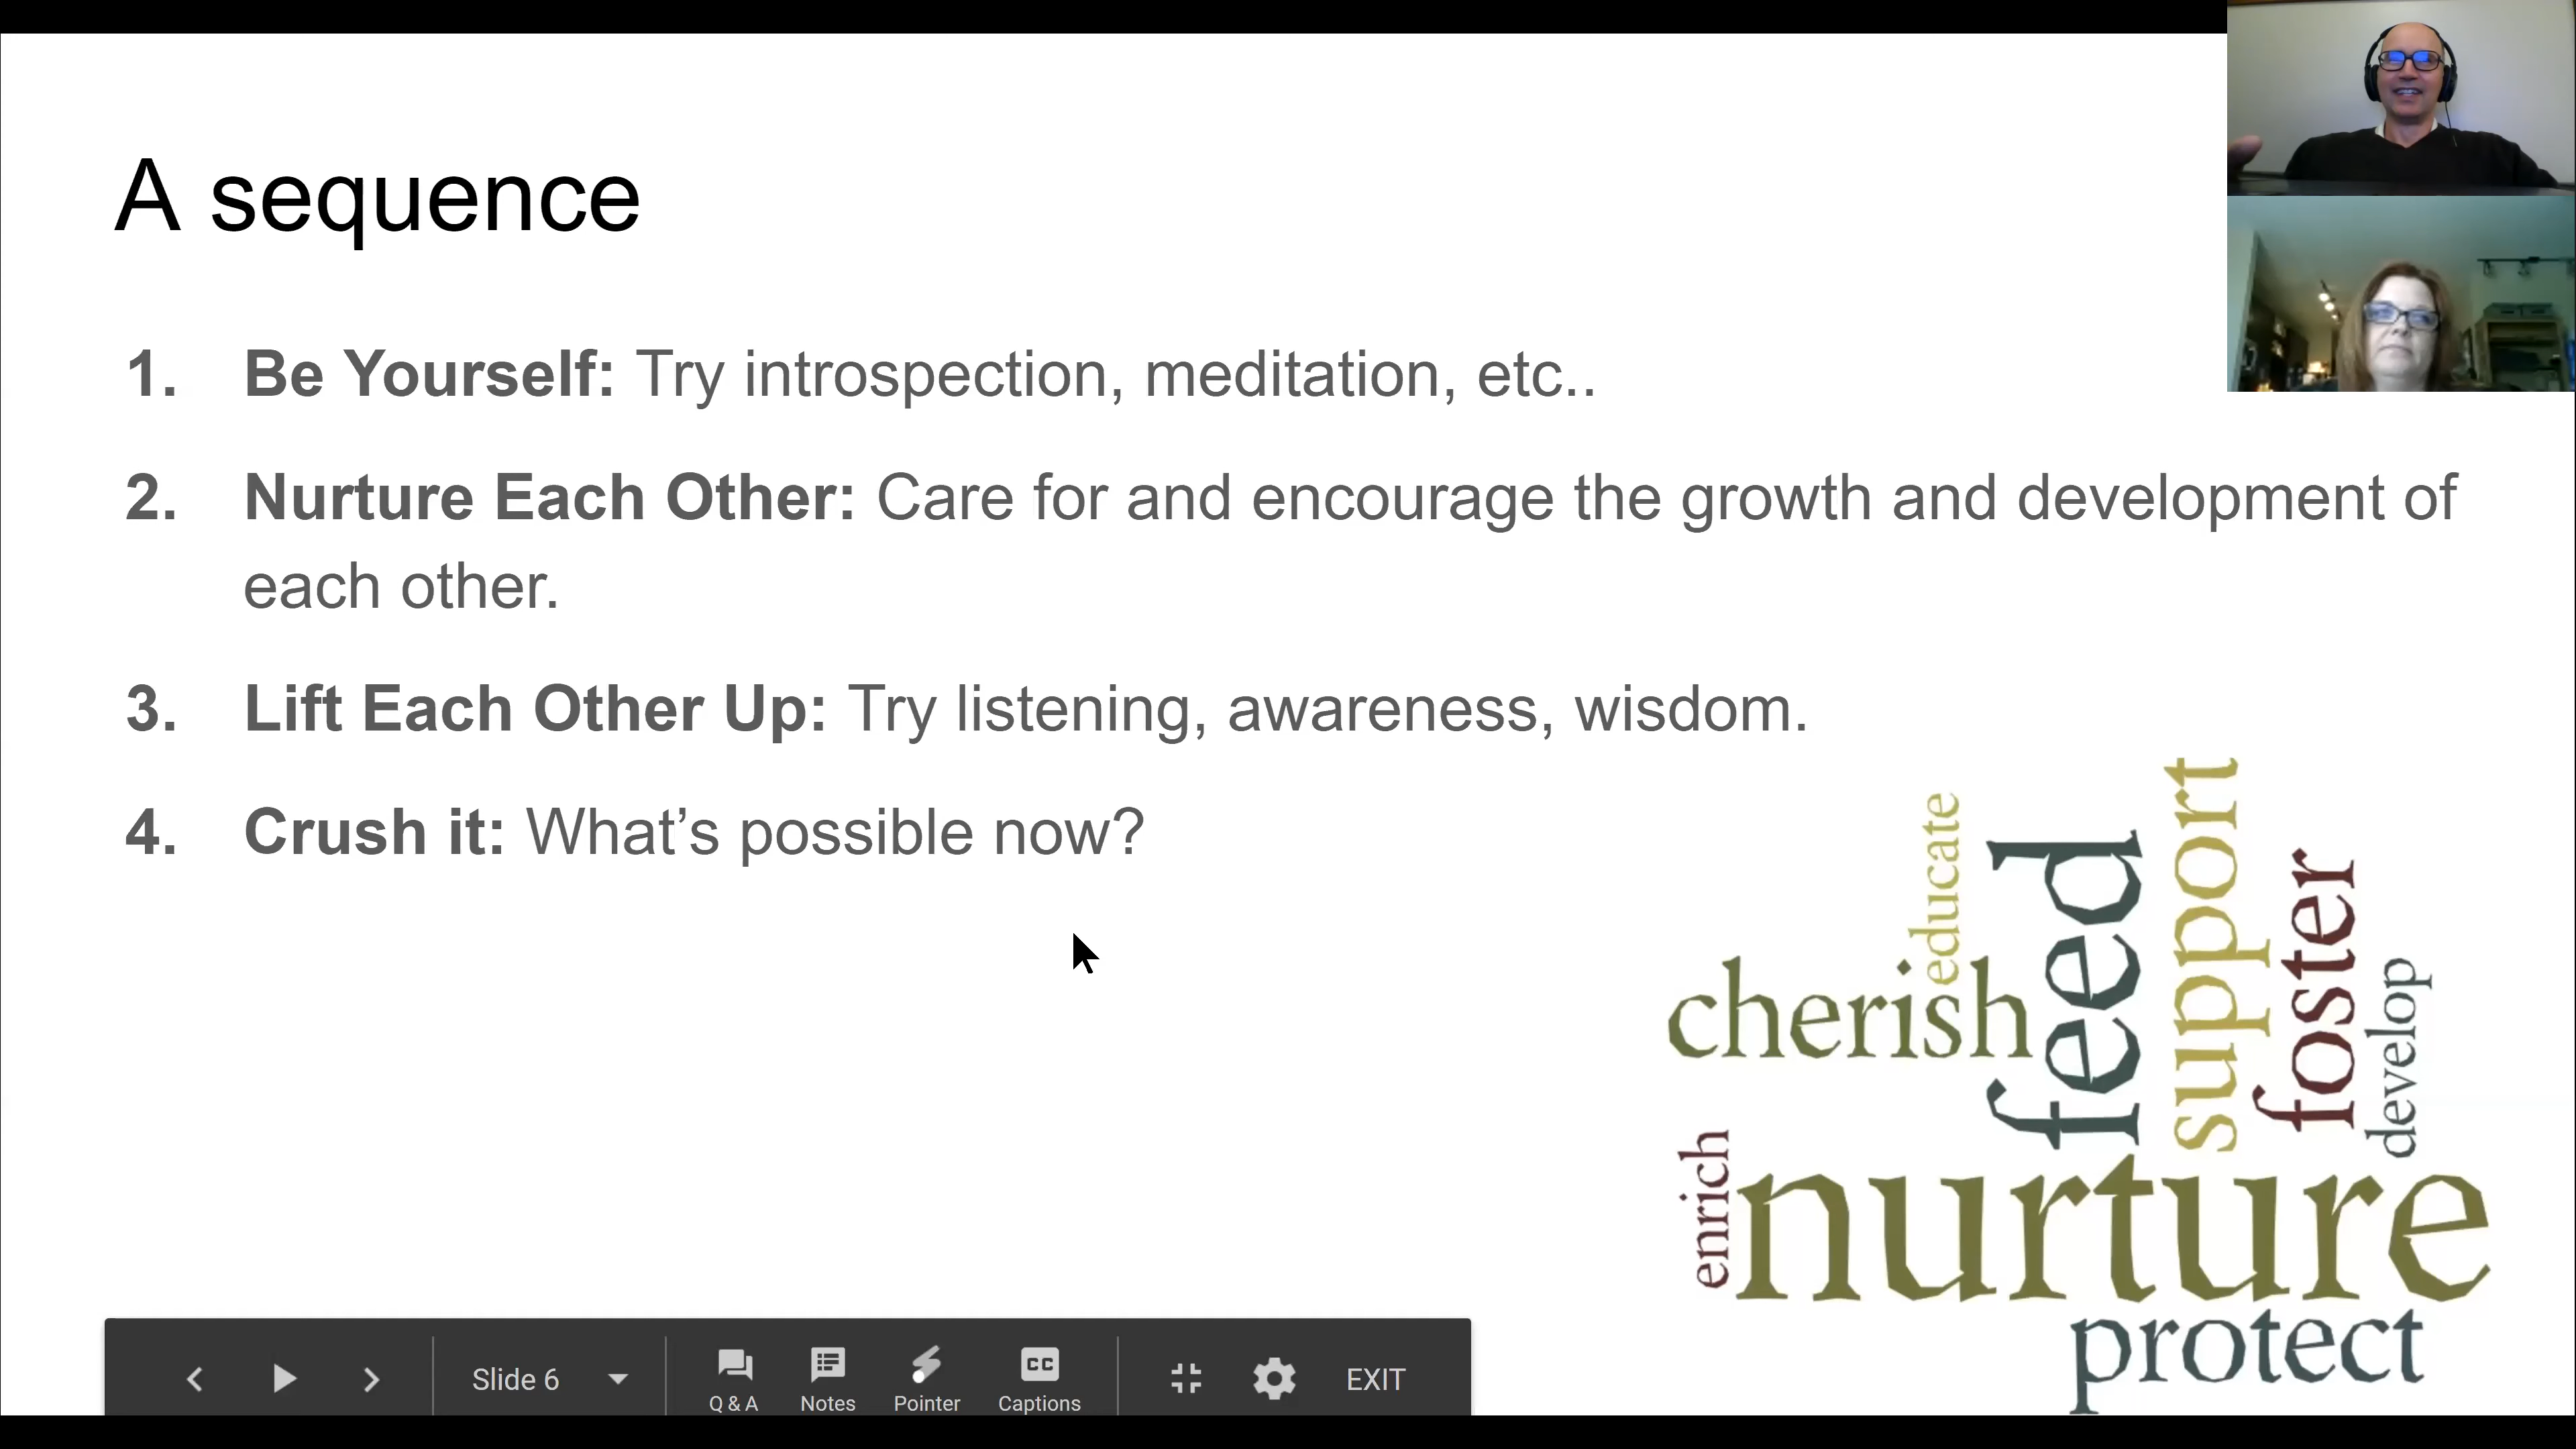 A sequence
1. Be Yourself: Try introspection, meditation, etc..
2. Nurture Each Other: Care for and encourage the growth and development of
each other.
3. Lift Each Other Up: Try listening, awareness, wisdom.
4. Crush it: What’s possible now?
educate
cherish
feed
support
foster
develop
enrich
nurture
protect
Slide 6
Q & A
Notes
Pointer
CC
Captions
EXIT